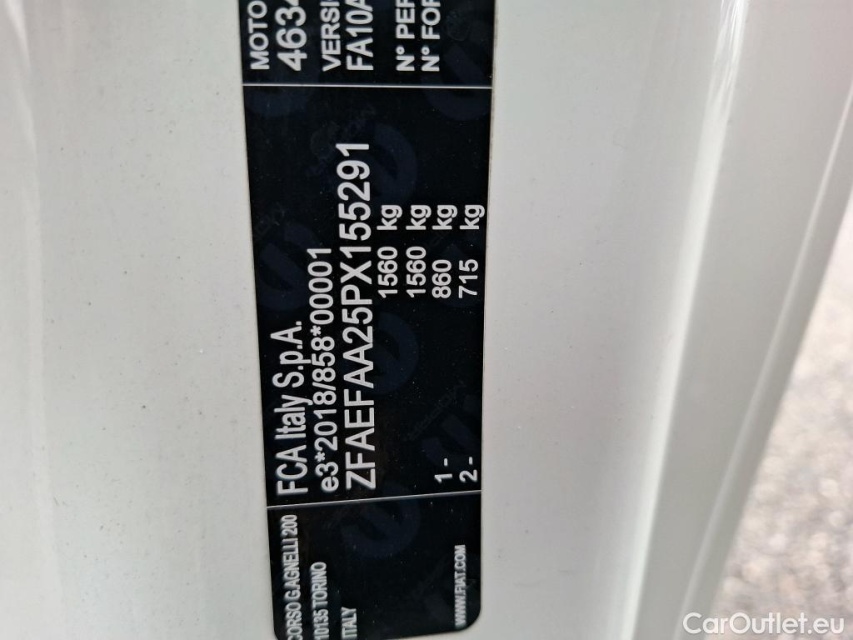 CORSO G.AGNELLI 200
10135 TORINO
ITALY
WWW.FIAT.COM
FCA Italy S.p.A.
e3*2018/858*00001
ZFAEFAA25PX155291
1560 kg
1560 kg
1- 860 kg
2- 715 kg
MOTO
4634
VERSI
FA10A
N° PER
N° FOR
CarOutlet.eu